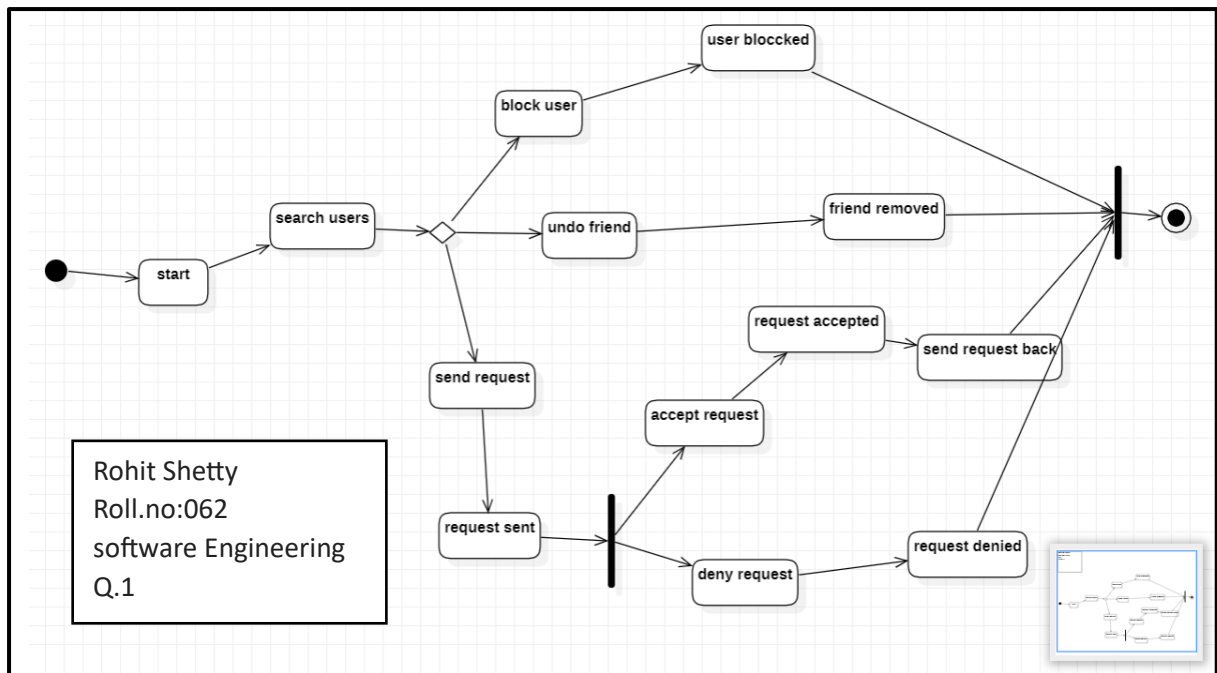 user bloccked
block user
search users
friend removed
undo friend
start
request accepted
send request back
send request
accept request
Rohit Shetty
Roll.no:062
software Engineering
Q.1
request sent
request denied
deny request